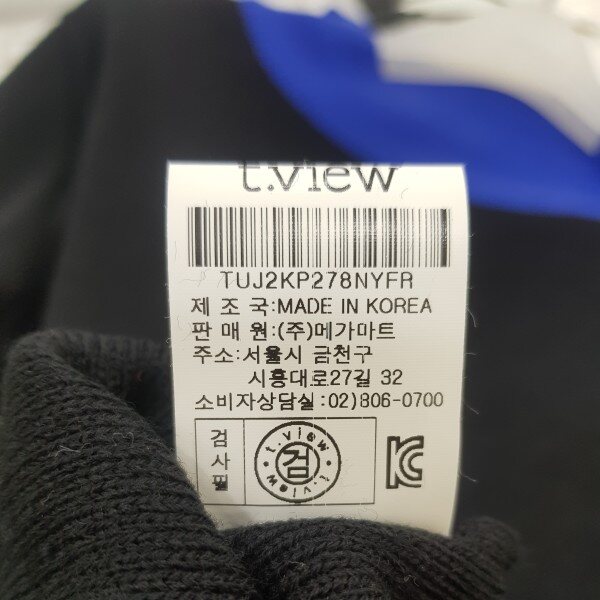 t.view
TUJ2KP278NYFR
제 조 국:MADE IN KOREA
판 매 원:(주)메가마트
주소:서울시 금천구
시흥대로27길 32
소비자상담실:02)806-0700
검사필
t.view
검
t.view
KC